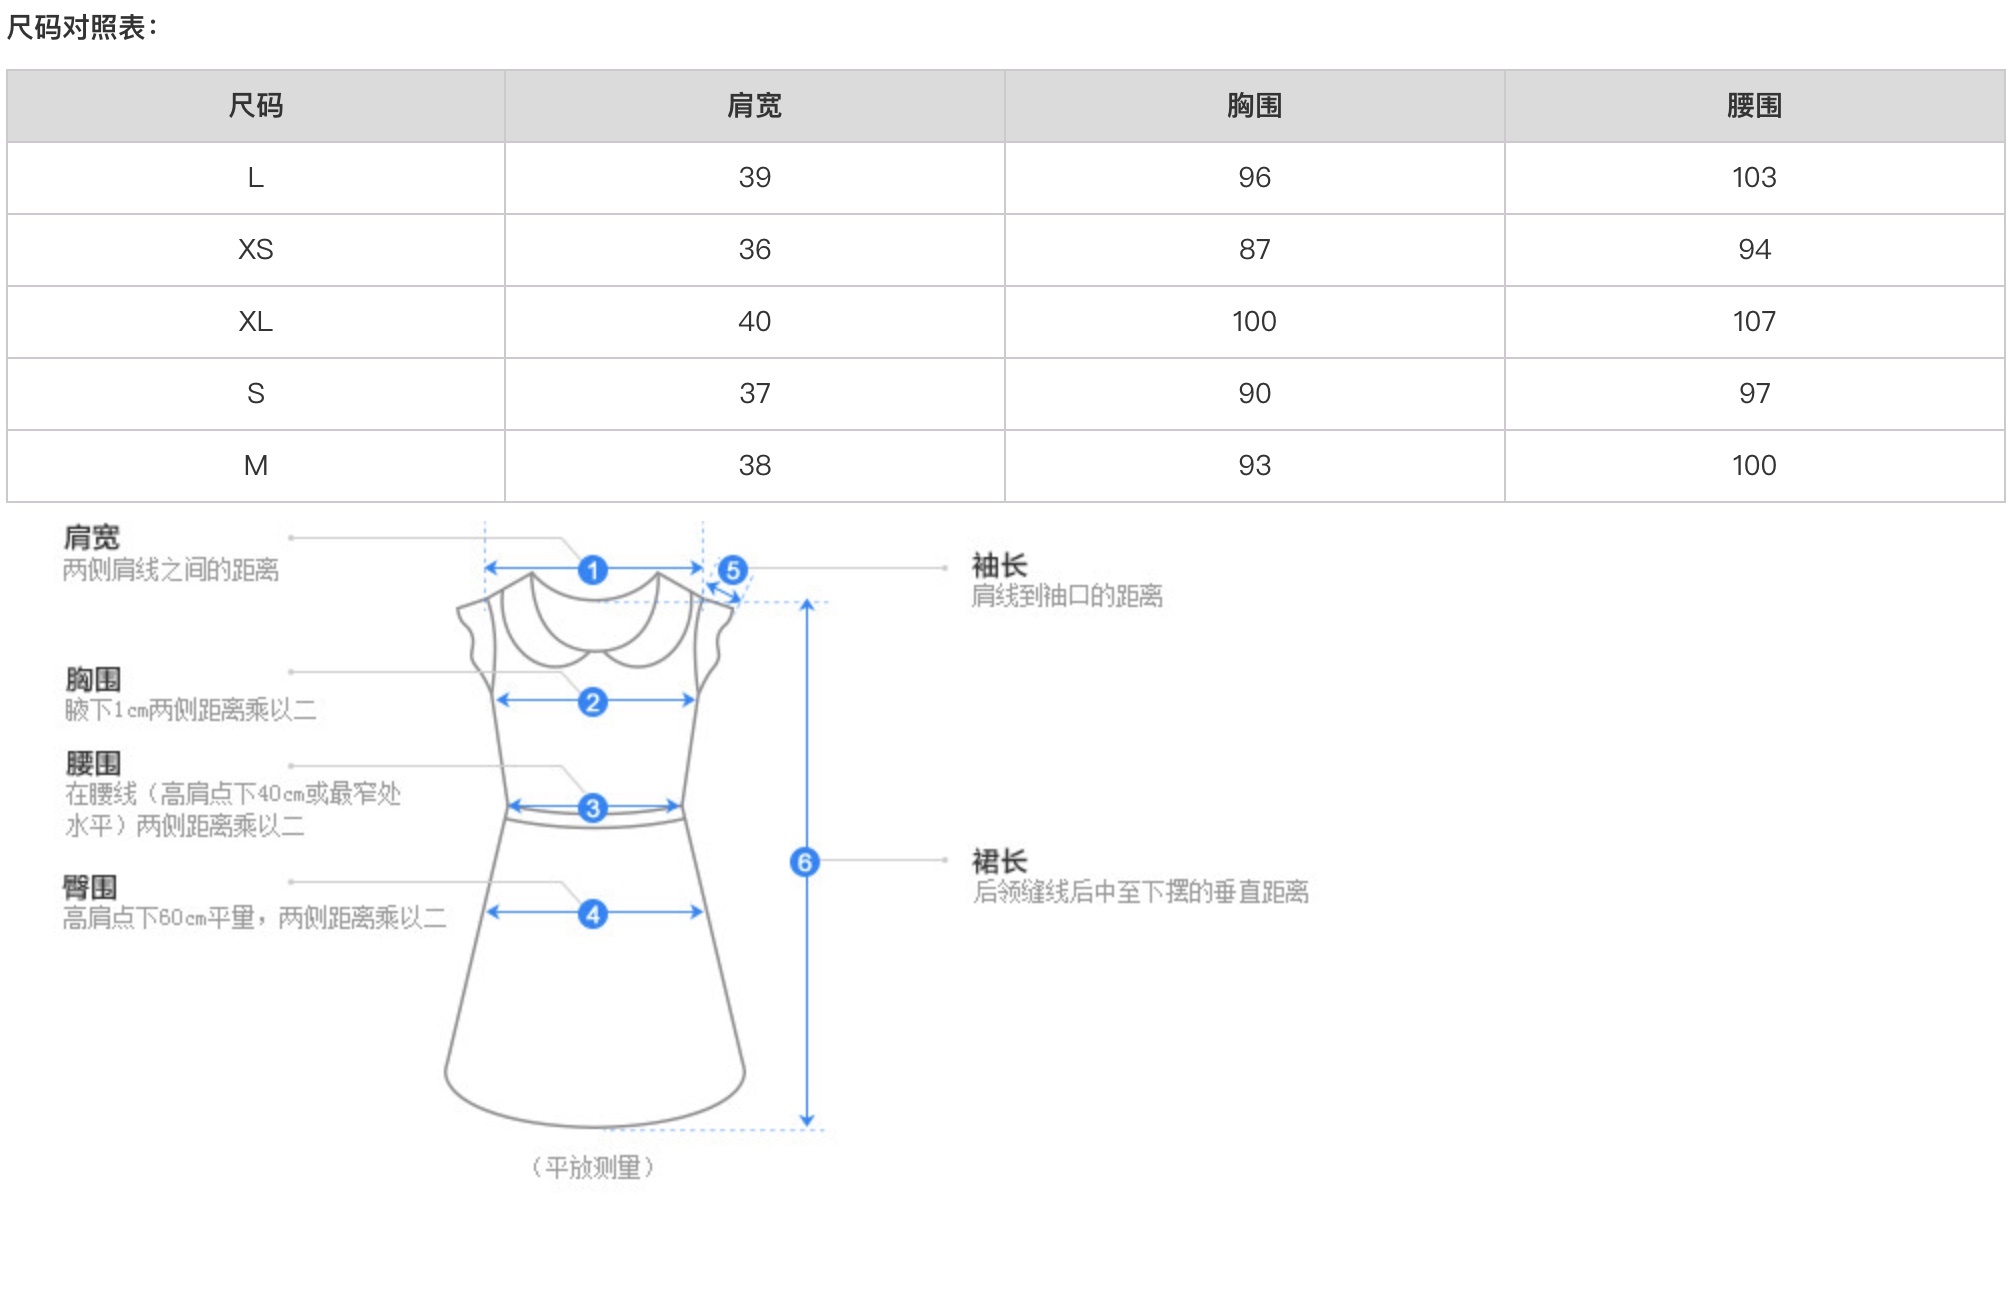 尺码对照表：
尺码 肩宽 胸围 腰围
L 39 96 103
XS 36 87 94
XL 40 100 107
S 37 90 97
M 38 93 100
肩宽
两侧肩线之间的距离
1
5
袖长
肩线到袖口的距离
胸围
腋下1cm两侧距离乘以二
2
腰围
在腰线（高肩点下40cm或最窄处
水平）两侧距离乘以二
3
6
裙长
后领缝线后中至下摆的垂直距离
臀围
高肩点下60cm平量，两侧距离乘以二
4
（平放测量）